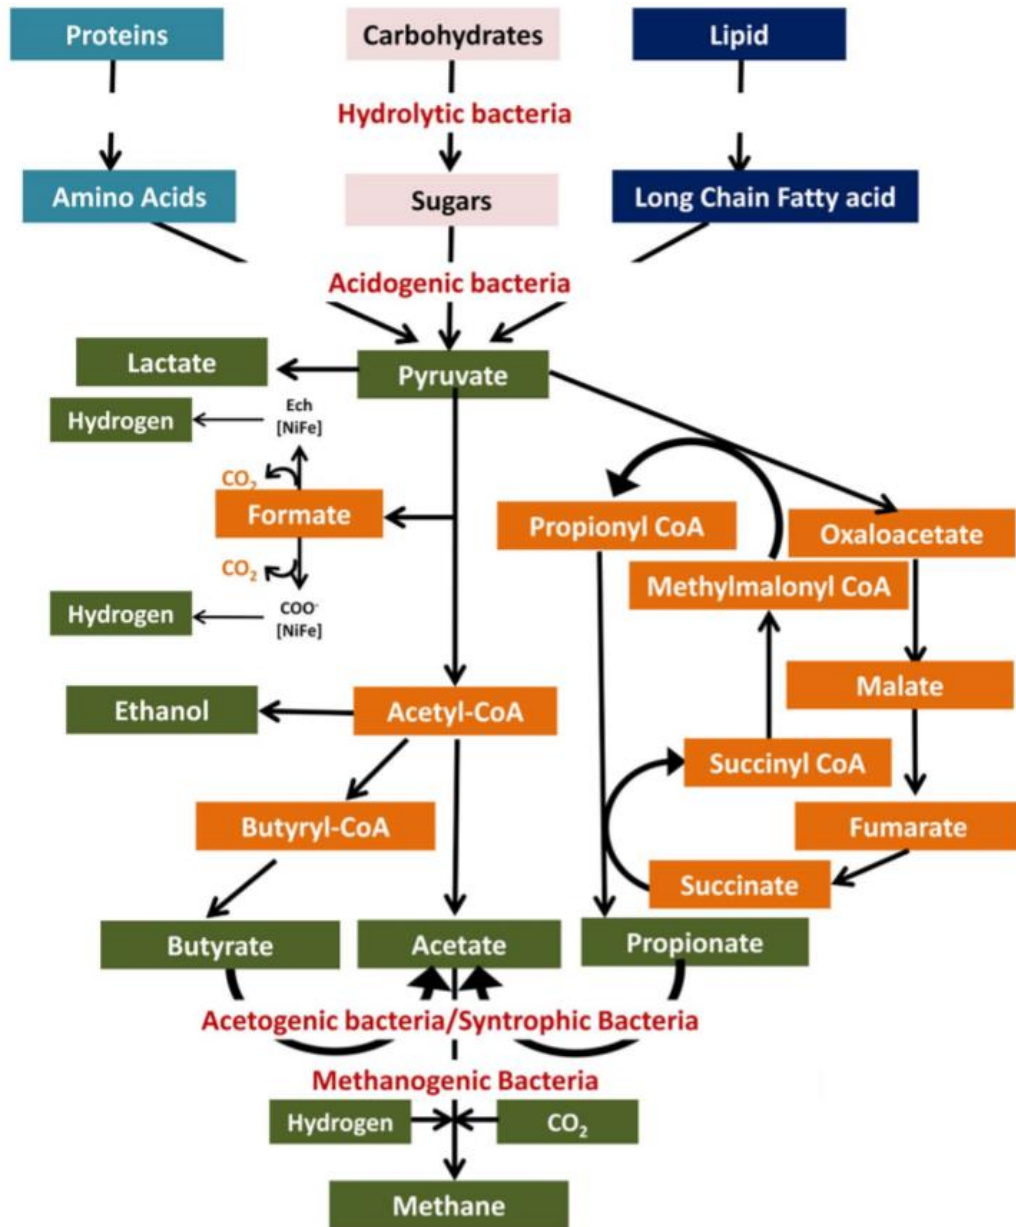 Proteins
Carbohydrates
Lipid
Hydrolytic bacteria
Amino Acids
Sugars
Long Chain Fatty acid
Acidogenic bacteria
Lactate
Pyruvate
Hydrogen
Ech
[NiFe]
CO₂
Formate
Propionyl CoA
Oxaloacetate
CO₂
Methylmalonyl CoA
Hydrogen
COO⁻
[NiFe]
Malate
Ethanol
Acetyl-CoA
Succinyl CoA
Butyryl-CoA
Fumarate
Succinate
Butyrate
Acetate
Propionate
Acetogenic bacteria/Syntrophic Bacteria
Methanogenic Bacteria
Hydrogen
CO₂
Methane